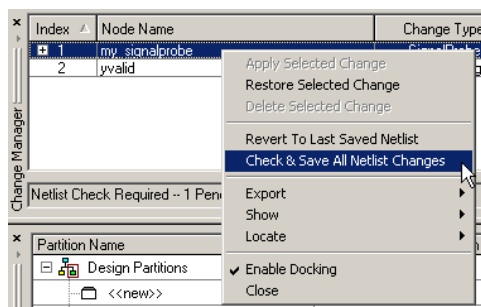 Index Node Name Change Type
1 my_signalprobe
2 yvalid
Apply Selected Change
Restore Selected Change
Delete Selected Change
Revert To Last Saved Netlist
Check & Save All Netlist Changes
Export
Show
Locate
Enable Docking
Close
Change Manager
Netlist Check Required -- 1 Pen
Partition Name
Design Partitions
<<new>>